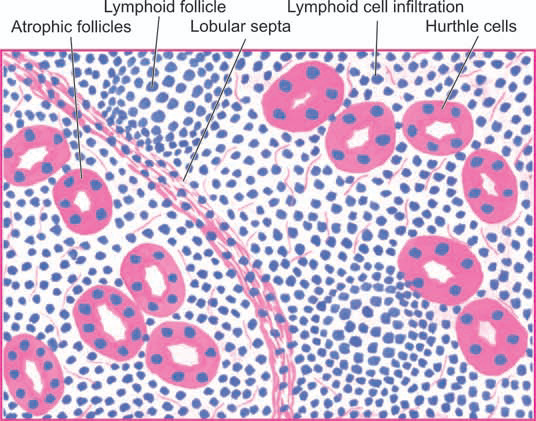 Lymphoid follicle
Lymphoid cell infiltration
Atrophic follicles
Lobular septa
Hurthle cells